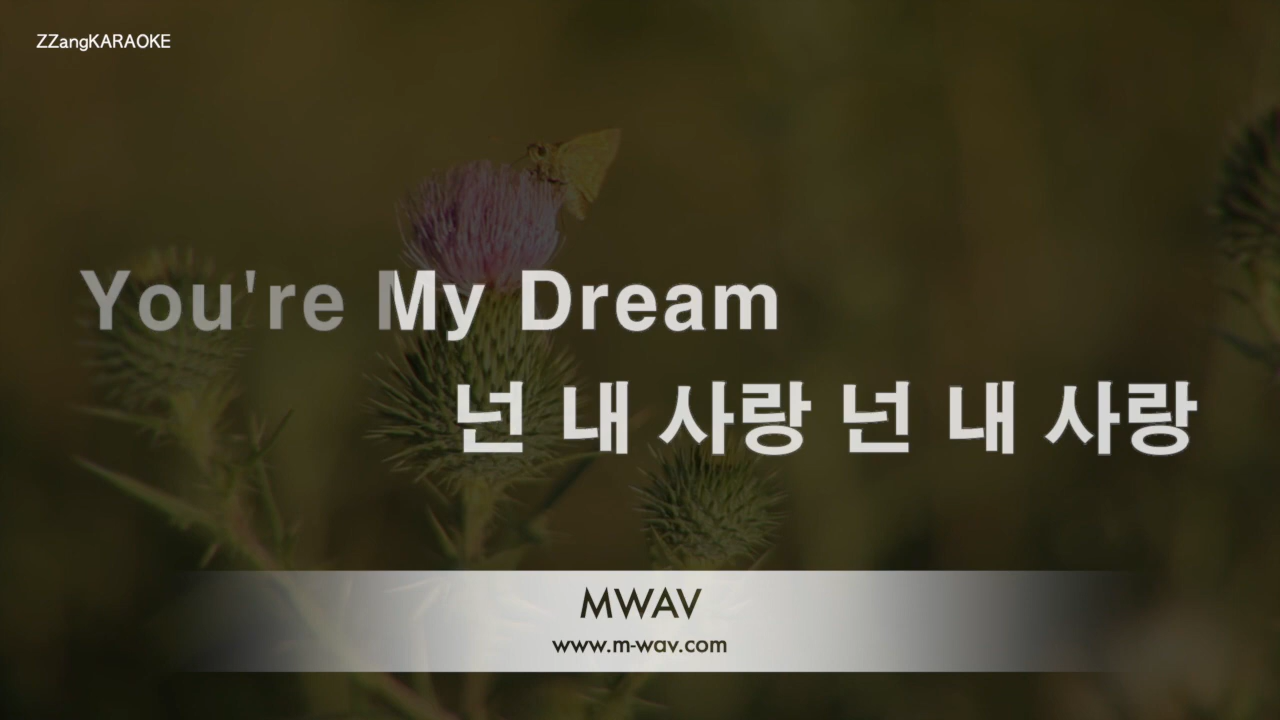 ZZangKARAOKE
You're My Dream
넌 내 사랑 넌 내 사랑
MWAV
www.m-wav.com